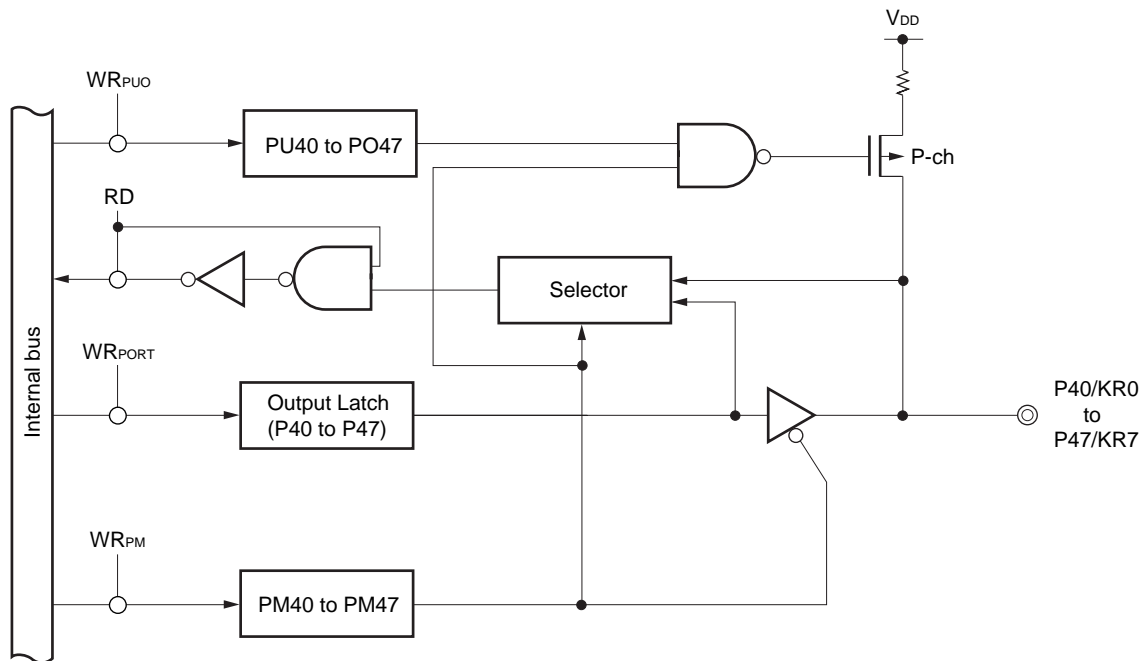 VDD
WRPUO
PU40 to PO47
P-ch
RD
Selector
Internal bus
WRPORT
Output Latch
(P40 to P47)
P40/KR0
to
P47/KR7
WRPM
PM40 to PM47